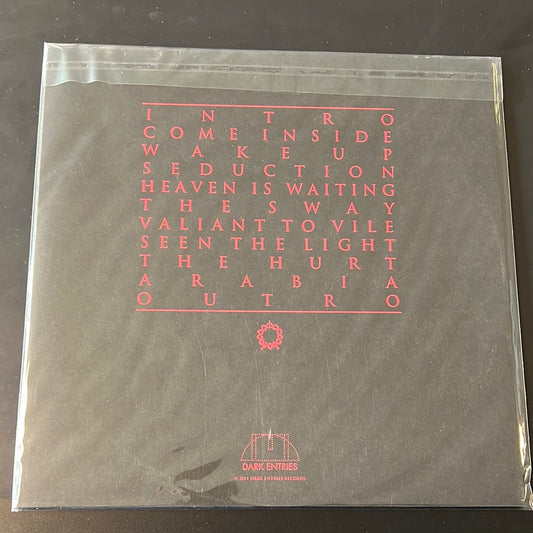 INTRO
COME INSIDE
WAKE UP
SEDUCTION
HEAVEN IS WAITING
THE SWAY
VALIANT TO VILE
SEEN THE LIGHT
THE HURT
ARABIA
OUTRO
DARK ENTRIES
© 2011 DARK ENTRIES RECORDS